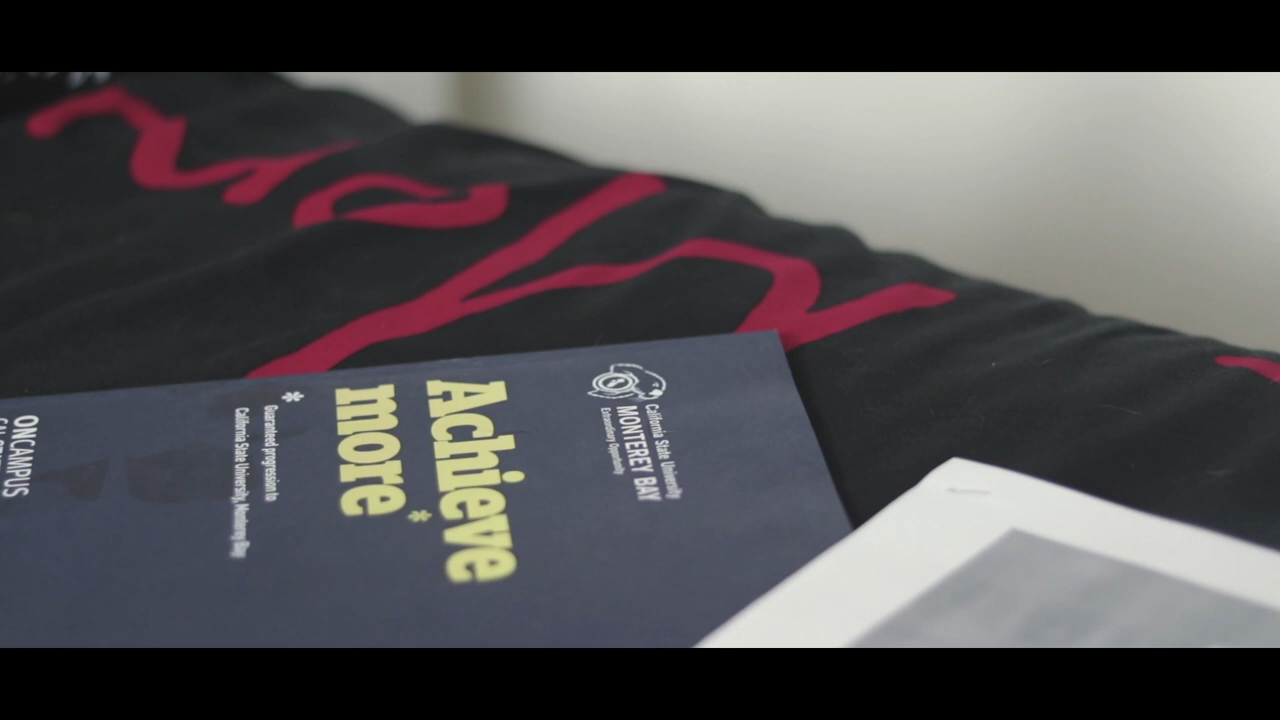 California State University
MONTEREY BAY
Extraordinary Opportunity
Achieve
more*
* Guaranteed progression to
California State University, Monterey Bay
ONCAMPUS